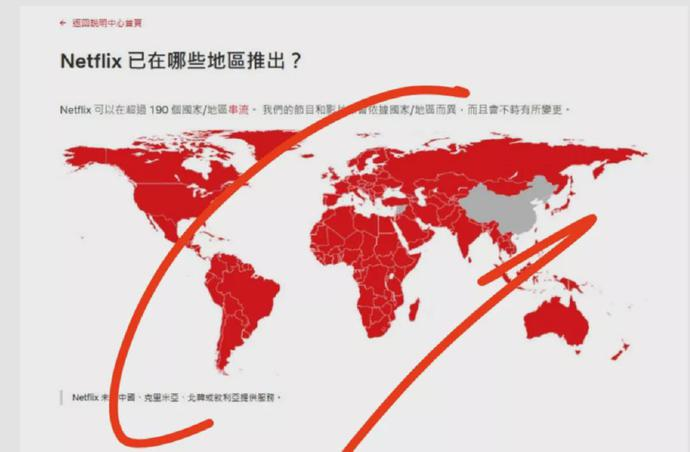 ← 返回說明中心首頁
Netflix 已在哪些地區推出？
Netflix 可以在超過 190 個國家/地區串流。 我們的節目和影 依據國家/地區而異，而且會不時有所變更。
Netflix 未 中國、克里米亞、北韓或敘利亞提供服務。